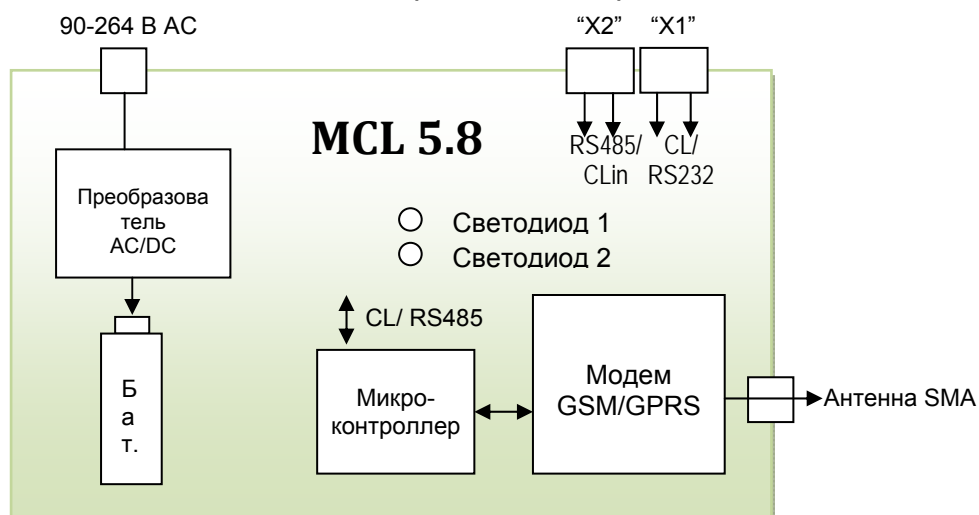 90-264 В AC
“X2” “X1”
MCL 5.8
RS485/ CL/
CLin RS232
Преобразова
тель
AC/DC
Светодиод 1
Светодиод 2
CL/ RS485
Б
а
т.
Микро-
контроллер
Модем
GSM/GPRS
Антенна SMA